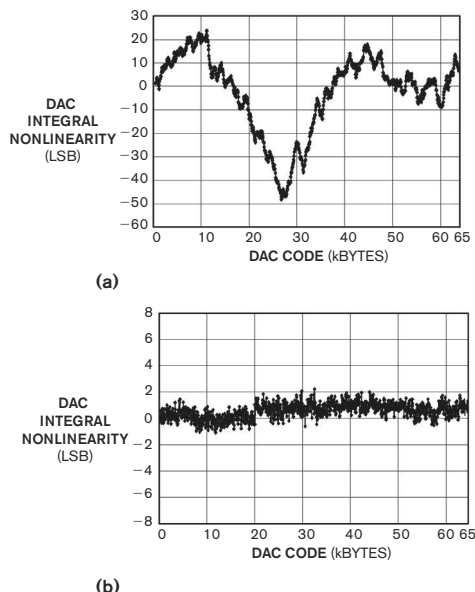 30
20
10
0
−10
−20
−30
−40
−50
−60
DAC
INTEGRAL
NONLINEARITY
(LSB)
0 10 20 30 40 50 60 65
DAC CODE (kBYTES)
(a)
8
6
4
2
0
−2
−4
−6
−8
DAC
INTEGRAL
NONLINEARITY
(LSB)
0 10 20 30 40 50 60 65
DAC CODE (kBYTES)
(b)